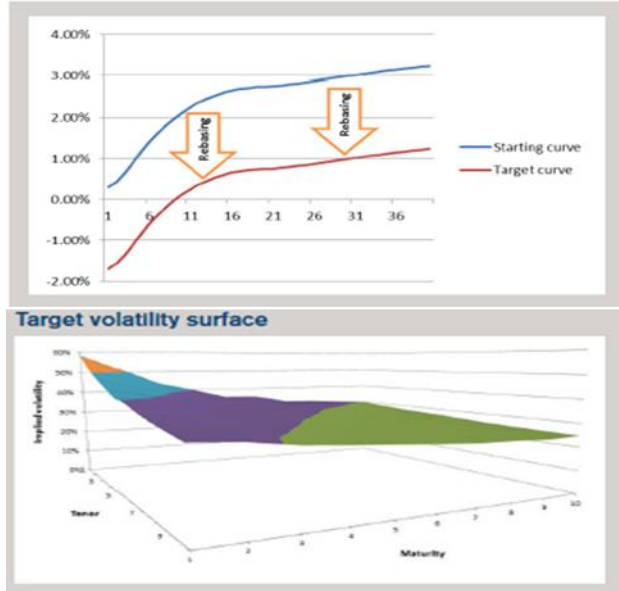 4.00%
3.00%
2.00%
1.00%
0.00%
-1.00%
-2.00%
1 6 11 16 21 26 31 36
Rebasing
Rebasing
Starting curve
Target curve
Target volatility surface
60%
50%
40%
30%
20%
10%
0%
Implied volatility
Tenor
7
2 3 4 5 6 7 8 9 10
Maturity